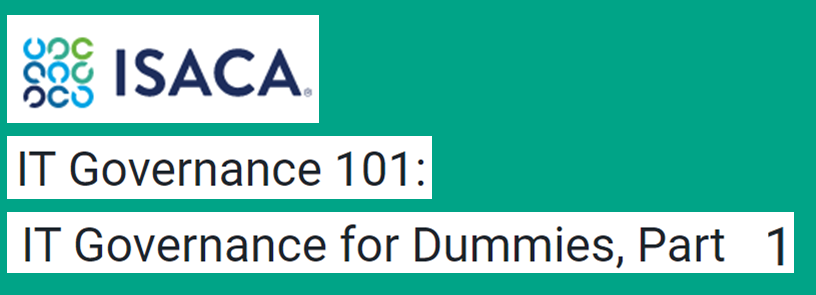 ISACA®
IT Governance 101:
IT Governance for Dummies, Part 1